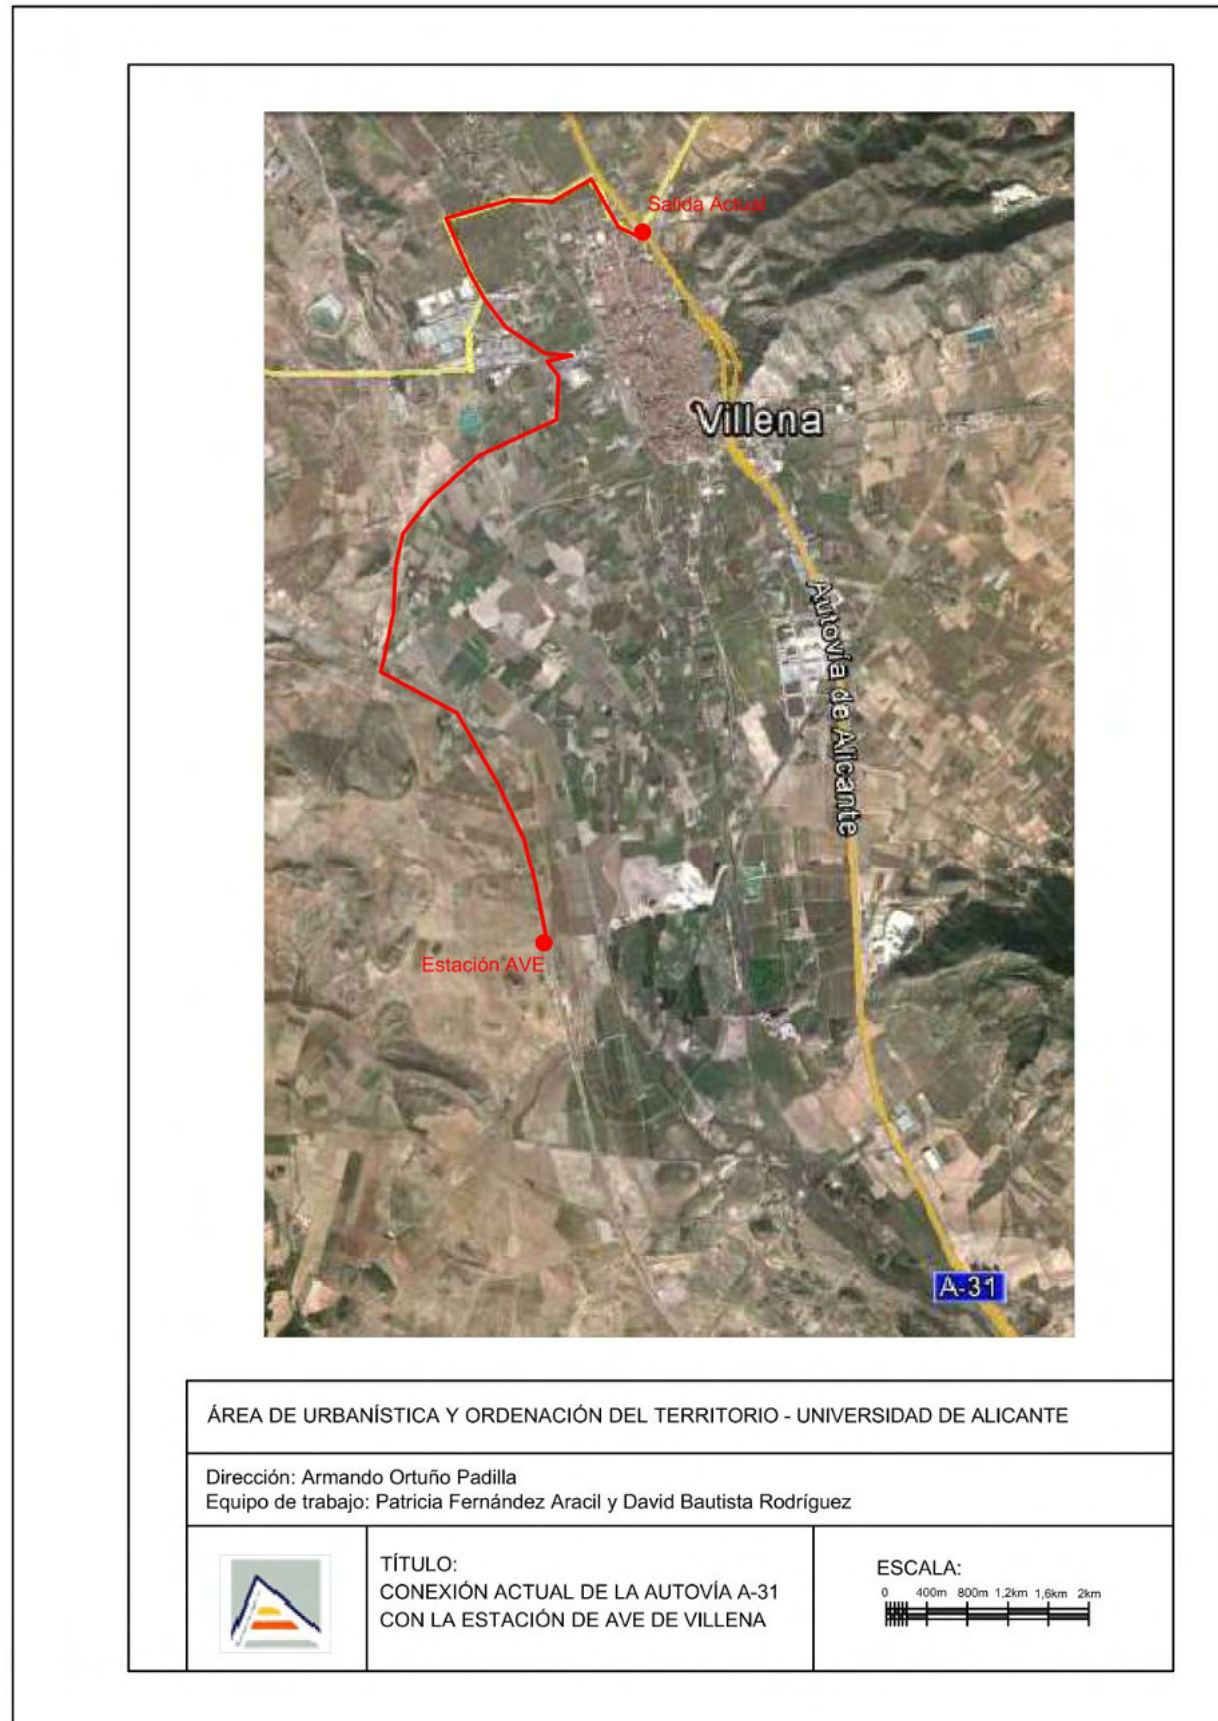 Salida Actual
Villena
Autovía de Alicante
Estación AVE
A-31
ÁREA DE URBANÍSTICA Y ORDENACIÓN DEL TERRITORIO - UNIVERSIDAD DE ALICANTE
Dirección: Armando Ortuño Padilla
Equipo de trabajo: Patricia Fernández Aracil y David Bautista Rodríguez
TÍTULO:
CONEXIÓN ACTUAL DE LA AUTOVÍA A-31
CON LA ESTACIÓN DE AVE DE VILLENA
ESCALA:
0 400m 800m 1,2km 1,6km 2km